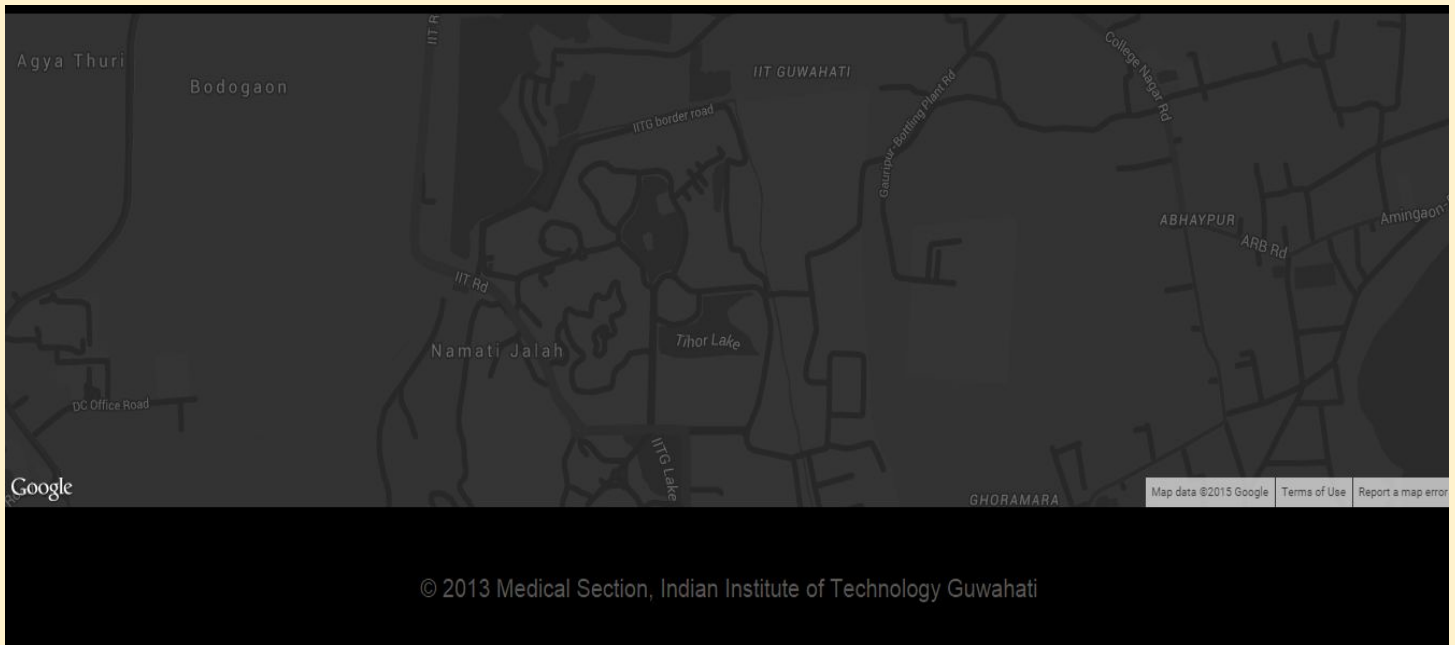 IIT R
Agya Thuri
Bodogaon
IIT GUWAHATI
College Nagar Rd
IITG border road
Gauripur-Bottling Plant Rd
ABHAYPUR
Amingaon-
ARB Rd
IIT Rd
Tihor Lake
Namati Jalah
DC Office Road
IITG Lake
Google
GHORAMARA
Map data ©2015 Google Terms of Use Report a map error
© 2013 Medical Section, Indian Institute of Technology Guwahati